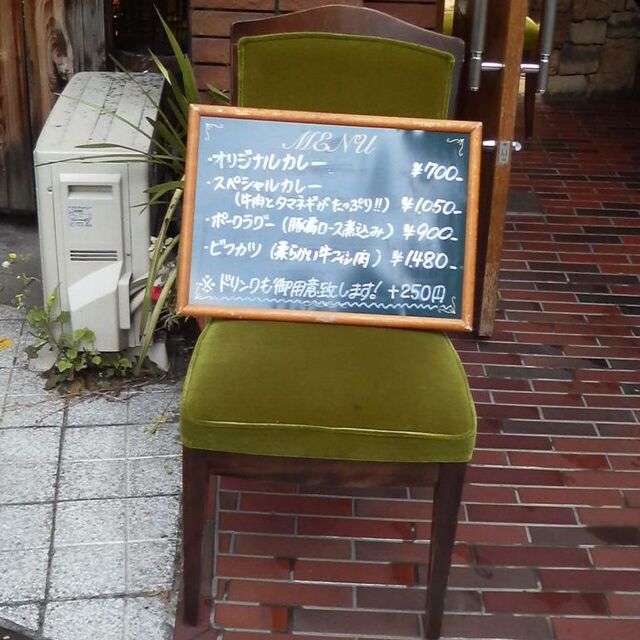 MENU
・オリジナルカレー ¥700-
・スペシャルカレー
(牛肉とタマネギがたっぷり!!) ¥1050-
・ポークラグー(豚肩ロース煮込み) ¥900-
・ビフカツ(柔らかい牛フィレ肉) ¥1480-
※ドリンクも御用意致します! +250円